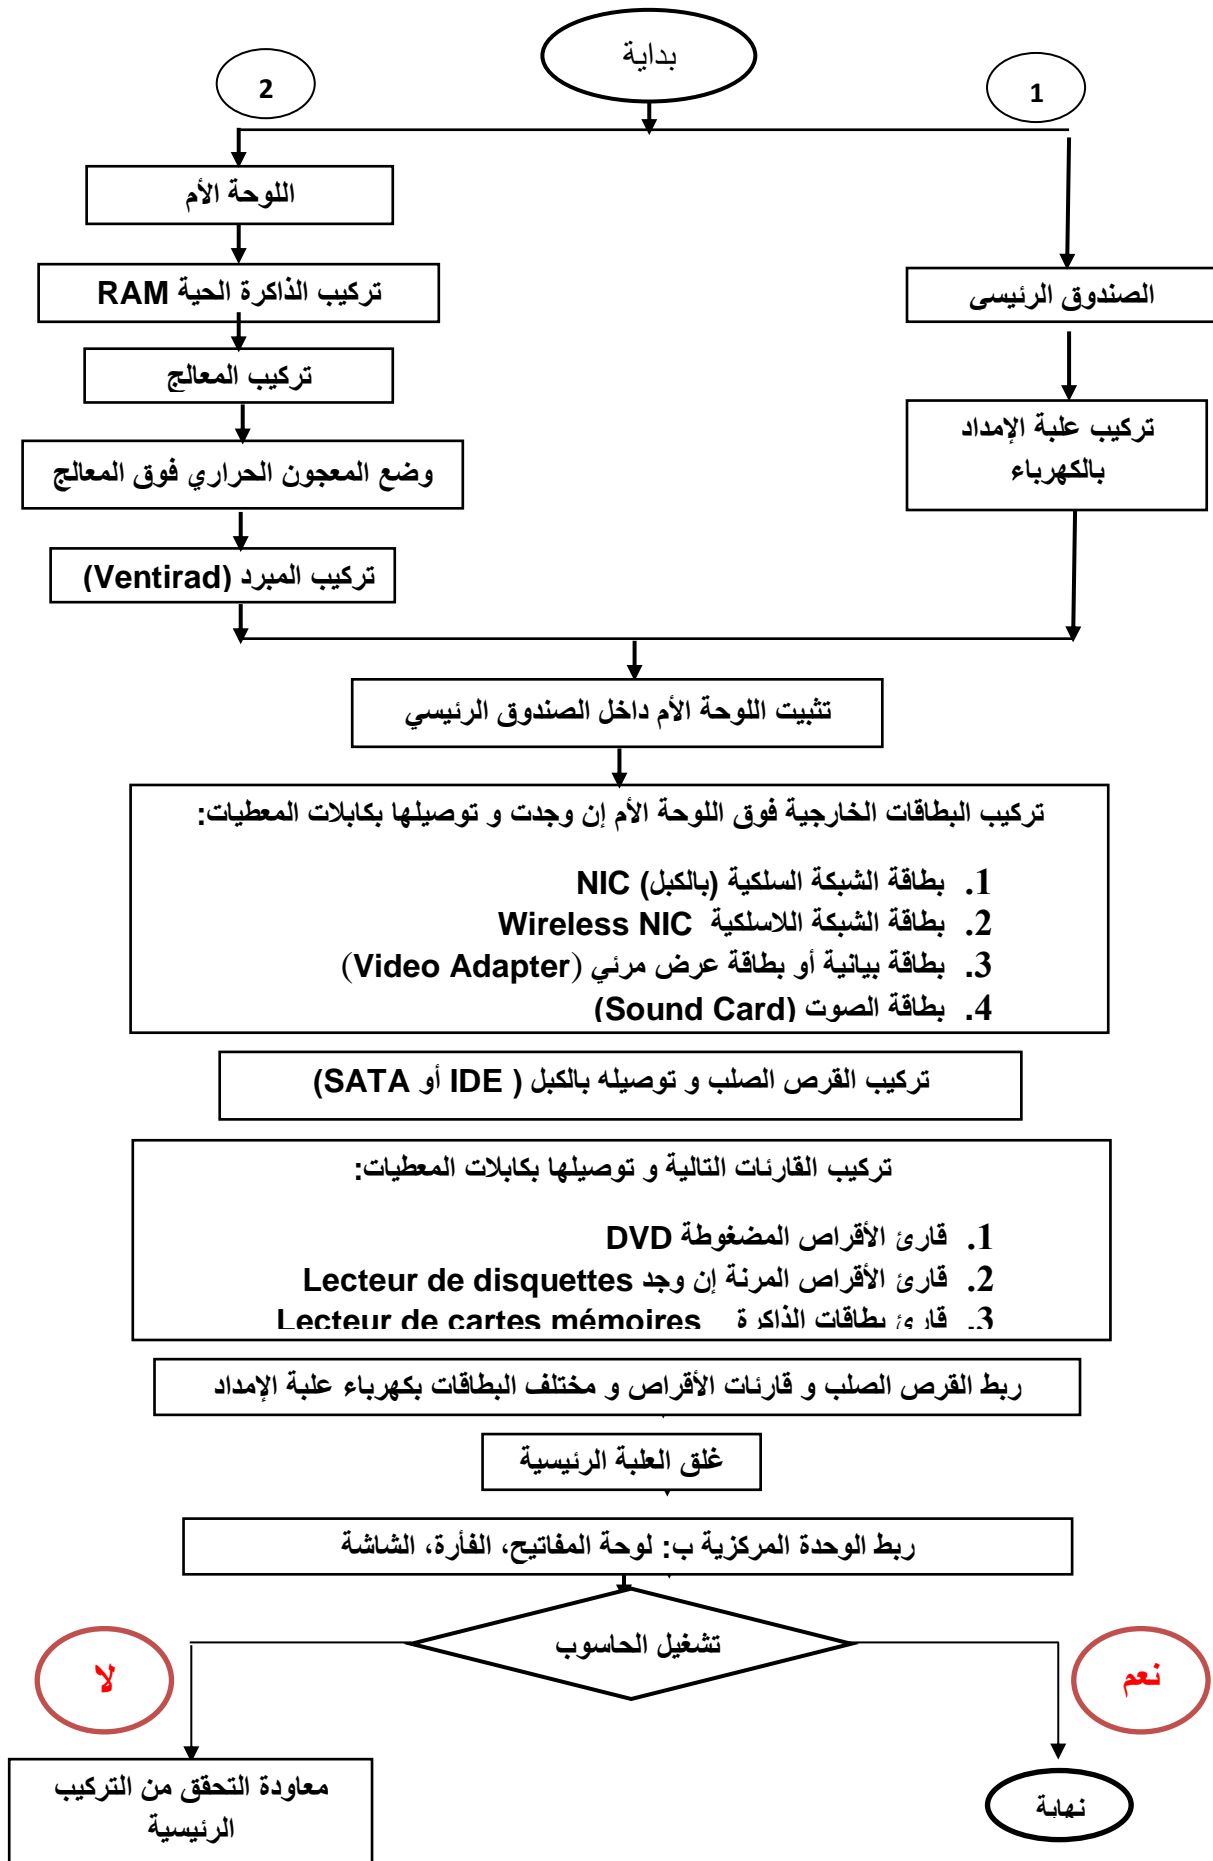 بداية
1
2
اللوحة الأم
تركيب الذاكرة الحية RAM
الصندوق الرئيسى
تركيب المعالج
تركيب علبة الإمداد
بالكهرباء
وضع المعجون الحراري فوق المعالج
تركيب المبرد (Ventirad)
تثبيت اللوحة الأم داخل الصندوق الرئيسي
تركيب البطاقات الخارجية فوق اللوحة الأم إن وجدت و توصيلها بكابلات المعطيات:
1. بطاقة الشبكة السلكية (بالكبل) NIC
2. بطاقة الشبكة اللاسلكية Wireless NIC
3. بطاقة بيانية أو بطاقة عرض مرئي (Video Adapter)
4. بطاقة الصوت (Sound Card)
تركيب القرص الصلب و توصيله بالكبل ( IDE أو SATA)
تركيب القارئات التالية و توصيلها بكابلات المعطيات:
1. قارئ الأقراص المضغوطة DVD
2. قارئ الأقراص المرنة إن وجد Lecteur de disquettes
3. قارئ بطاقات الذاكرة Lecteur de cartes mémoires
ربط القرص الصلب و قارئات الأقراص و مختلف البطاقات بكهرباء علبة الإمداد
غلق العلبة الرئيسية
ربط الوحدة المركزية ب: لوحة المفاتيح، الفأرة، الشاشة
تشغيل الحاسوب
نعم
لا
معاودة التحقق من التركيب
الرئيسية
نهاية